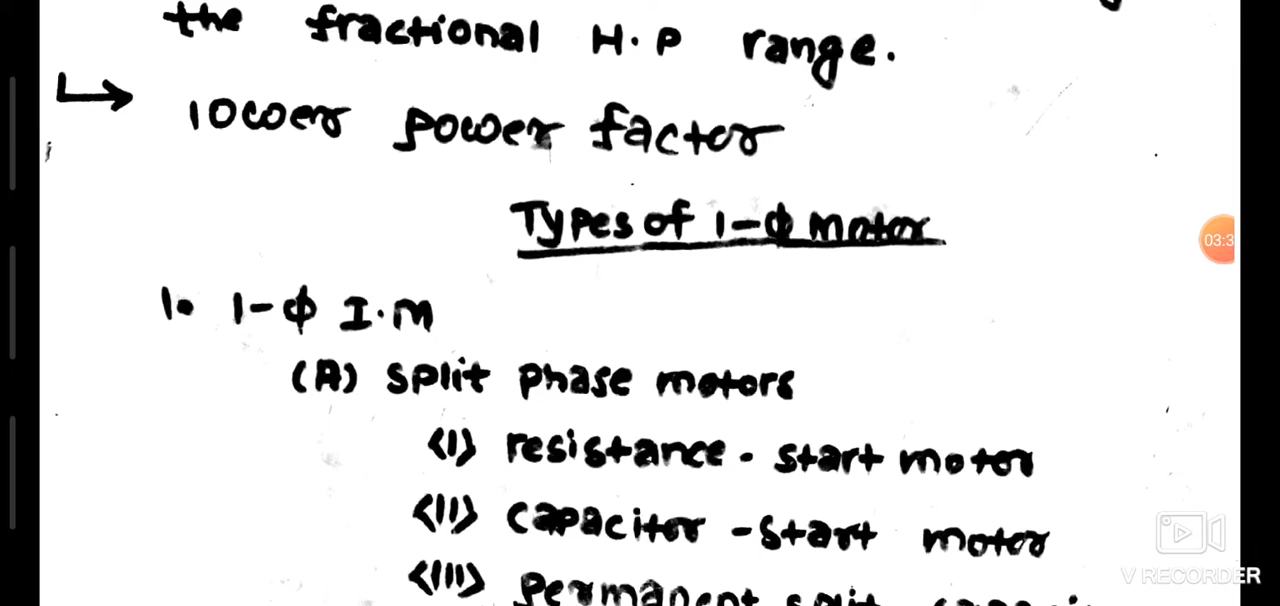 the fractional H.P range.
lower power factor
Types of 1-ϕ motor
1. 1-ϕ I.M
(A) split phase motors
<I> resistance - start motor
<II> capacitor - start motor
<III> permanent split
03:3
V RECORDER